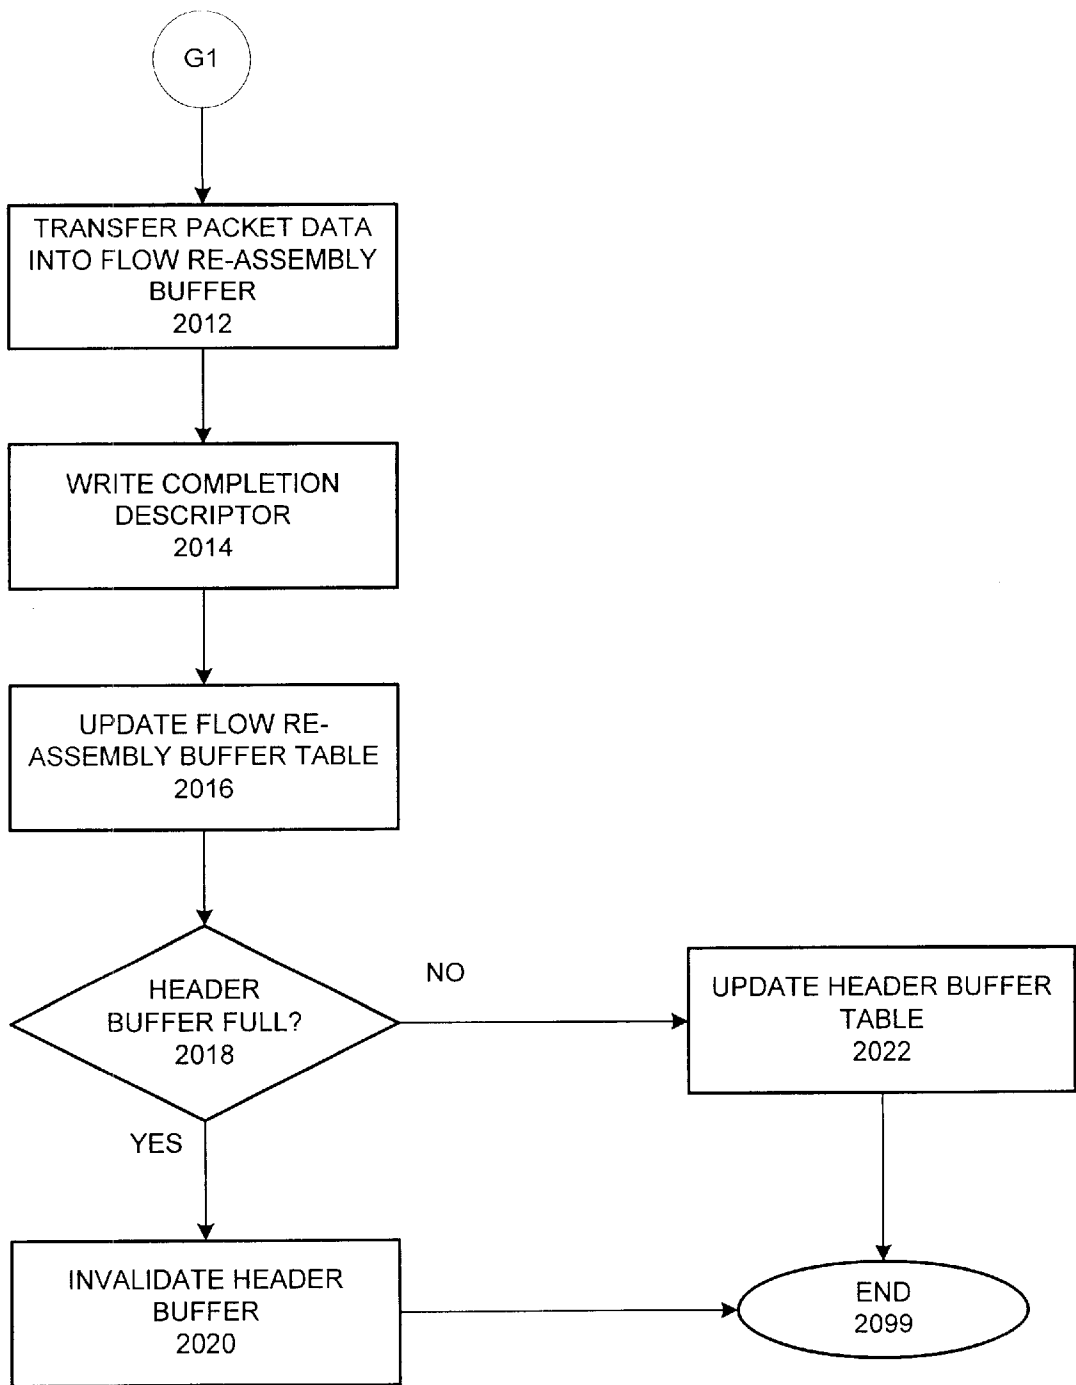 G1
TRANSFER PACKET DATA
INTO FLOW RE-ASSEMBLY
BUFFER
2012
WRITE COMPLETION
DESCRIPTOR
2014
UPDATE FLOW RE-
ASSEMBLY BUFFER TABLE
2016
HEADER
BUFFER FULL?
2018
NO
UPDATE HEADER BUFFER
TABLE
2022
YES
INVALIDATE HEADER
BUFFER
2020
END
2099